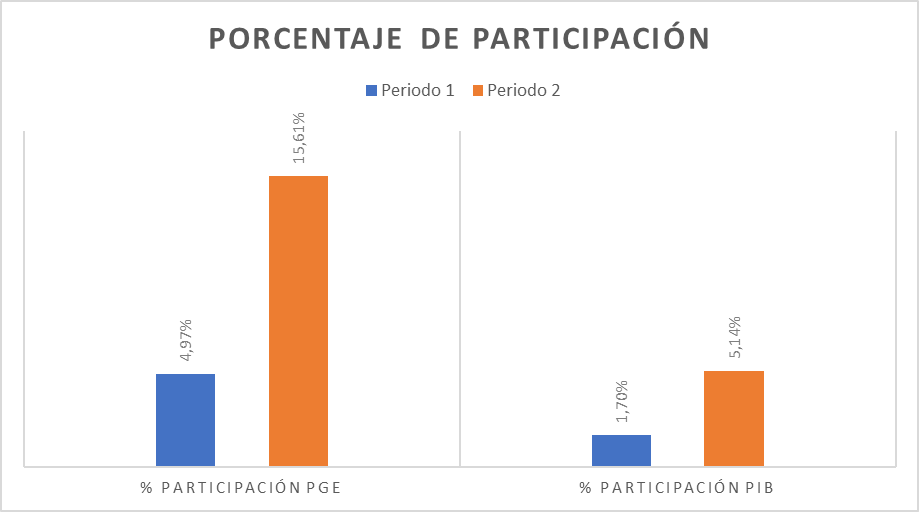 PORCENTAJE DE PARTICIPACIÓN
Periodo 1
Periodo 2
4,97%
15,61%
1,70%
5,14%
% PARTICIPACIÓN PGE
% PARTICIPACIÓN PIB